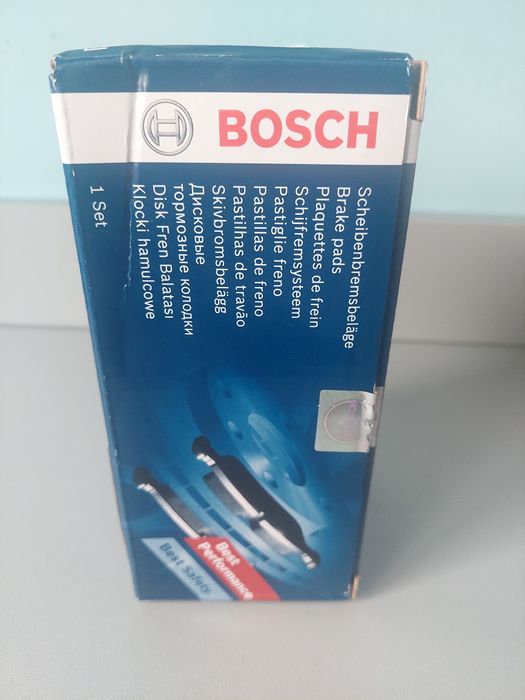 BOSCH
Scheibenbremsbeläge
Brake pads
Plaquettes de frein
Schijfremsysteem
Pastiglie freno
Pastillas de freno
Pastilhas de travão
Skivbromsbelägg
Дисковые
тормозные колодки
Disk Fren Balatası
Klocki hamulcowe
1 Set
Best
Performance
Best Safety